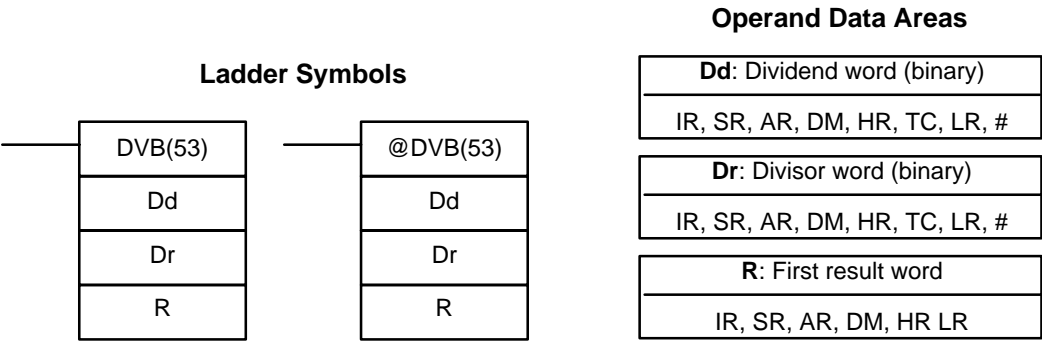 Ladder Symbols
DVB(53)
Dd
Dr
R
@DVB(53)
Dd
Dr
R
Operand Data Areas
Dd: Dividend word (binary)
IR, SR, AR, DM, HR, TC, LR, #
Dr: Divisor word (binary)
IR, SR, AR, DM, HR, TC, LR, #
R: First result word
IR, SR, AR, DM, HR LR